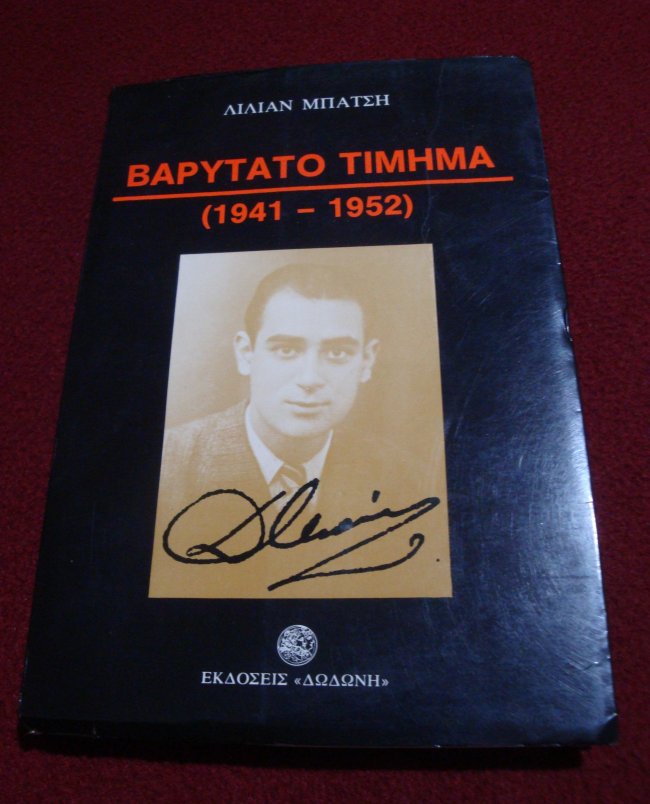 ΛΙΛΙΑΝ ΜΠΑΤΣΗ
ΒΑΡΥΤΑΤΟ ΤΙΜΗΜΑ
(1941 – 1952)
ΕΚΔΟΣΕΙΣ «ΔΩΔΩΝΗ»